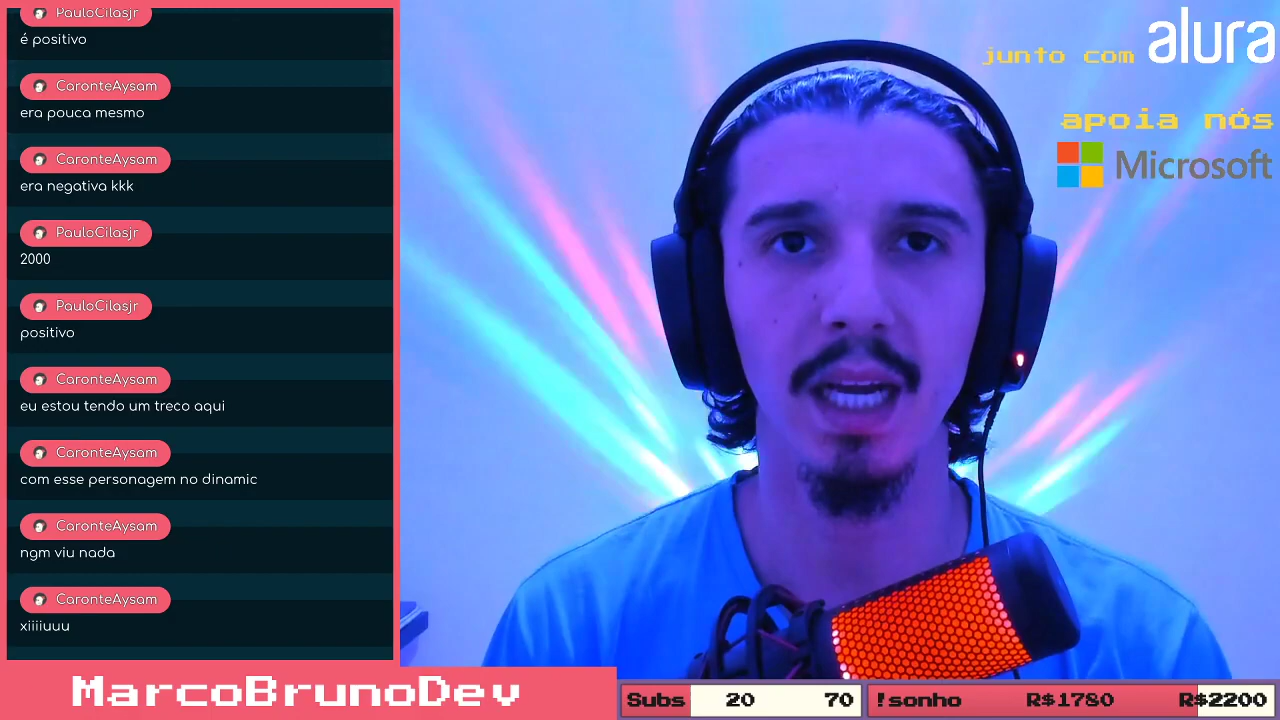 PauloCilasjr
é positivo
CaronteAysam
era pouca mesmo
CaronteAysam
era negativa kkk
PauloCilasjr
2000
PauloCilasjr
positivo
CaronteAysam
eu estou tendo um treco aqui
CaronteAysam
com esse personagem no dinamic
CaronteAysam
ngm viu nada
CaronteAysam
xiiiiuuu
junto com alura
apoia nós
Microsoft
MarcoBrunoDev
Subs 20 70
!sonho R$1780 R$2200